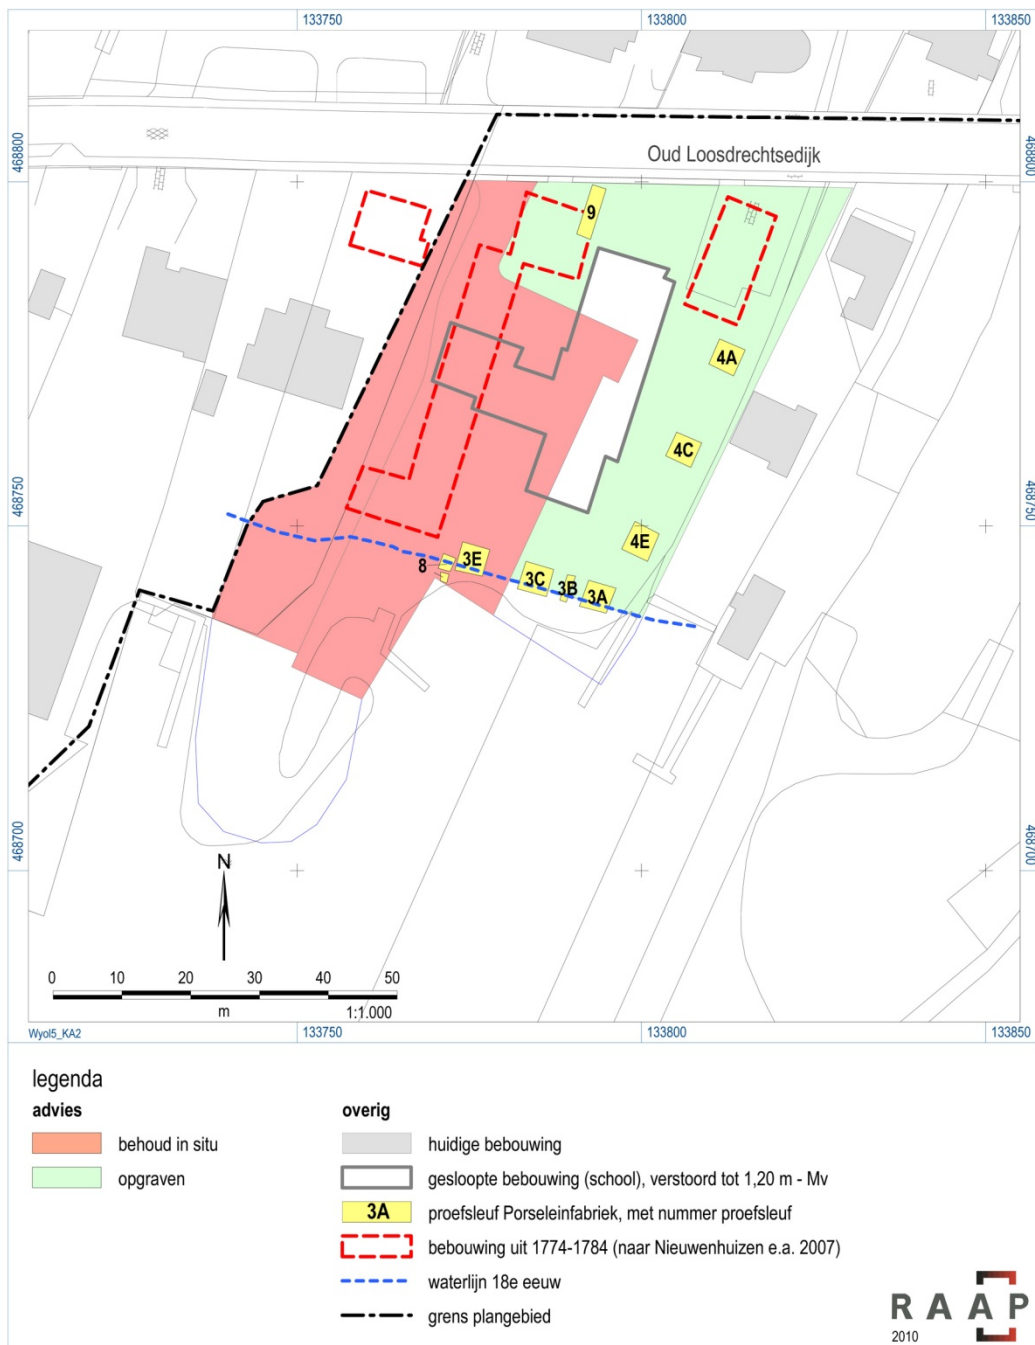 133750 133800 133850
468800 468800
Oud Loosdrechtsedijk
9
4A
4C
4E
468750 468750
8 3E 3C 3B 3A
468700 468700
N
0 10 20 30 40 50
m 1:1.000
Wyol5_KA2 133750 133800 133850
legenda
advies
behoud in situ
opgraven
overig
huidige bebouwing
gesloopte bebouwing (school), verstoord tot 1,20 m - Mv
3A proefsleuf Porseleinfabriek, met nummer proefsleuf
bebouwing uit 1774-1784 (naar Nieuwenhuizen e.a. 2007)
waterlijn 18e eeuw
grens plangebied
RAAP
2010